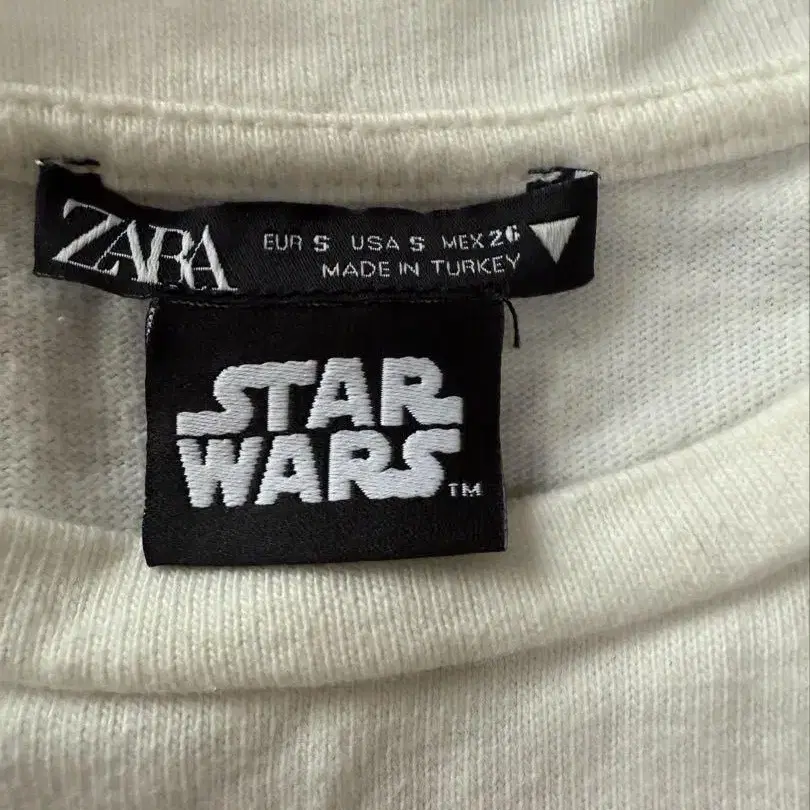 ZARA EUR S USA S MEX 26
MADE IN TURKEY
STAR
WARS TM